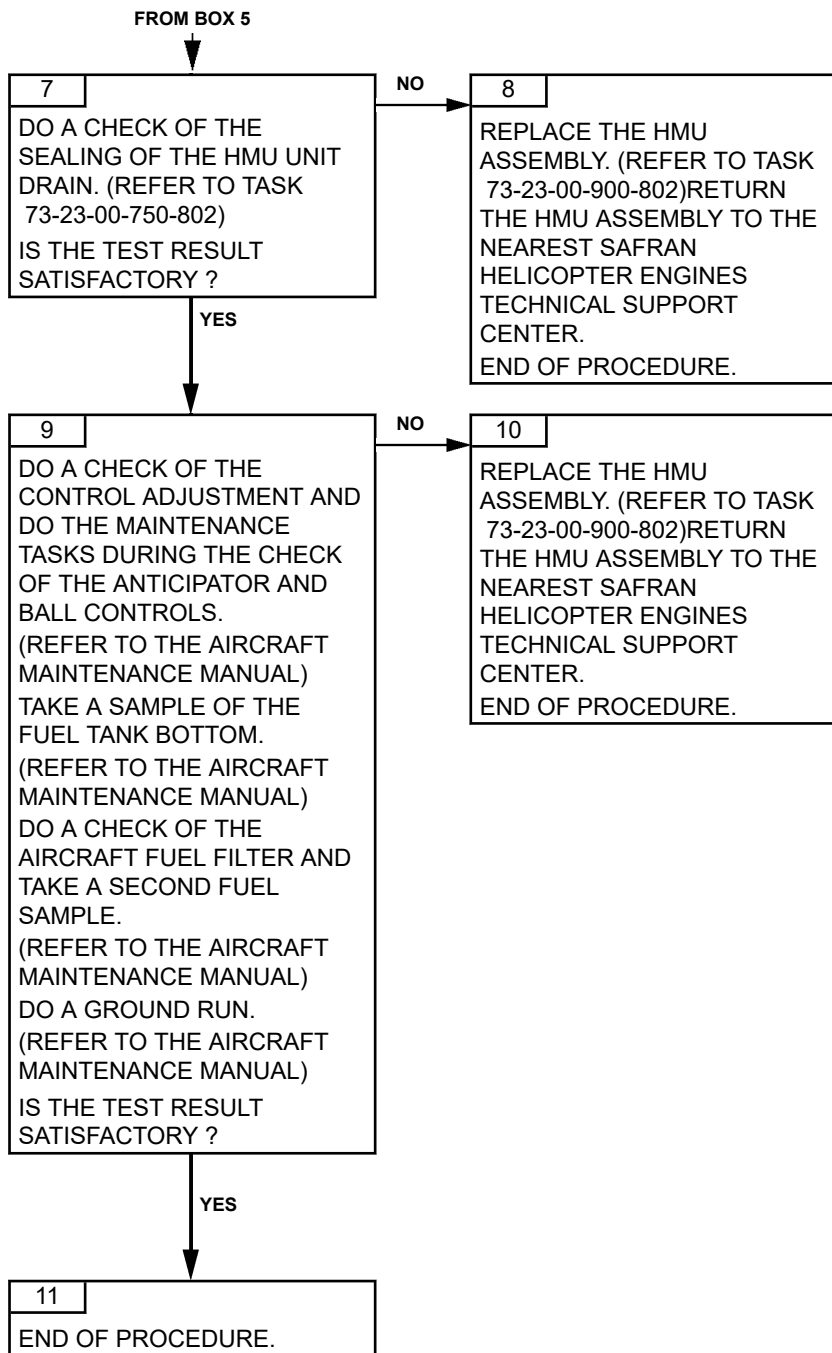 FROM BOX 5
7
DO A CHECK OF THE
SEALING OF THE HMU UNIT
DRAIN. (REFER TO TASK
73-23-00-750-802)
IS THE TEST RESULT
SATISFACTORY ?
NO
8
REPLACE THE HMU
ASSEMBLY. (REFER TO TASK
73-23-00-900-802)RETURN
THE HMU ASSEMBLY TO THE
NEAREST SAFRAN
HELICOPTER ENGINES
TECHNICAL SUPPORT
CENTER.
END OF PROCEDURE.
YES
9
DO A CHECK OF THE
CONTROL ADJUSTMENT AND
DO THE MAINTENANCE
TASKS DURING THE CHECK
OF THE ANTICIPATOR AND
BALL CONTROLS.
(REFER TO THE AIRCRAFT
MAINTENANCE MANUAL)
TAKE A SAMPLE OF THE
FUEL TANK BOTTOM.
(REFER TO THE AIRCRAFT
MAINTENANCE MANUAL)
DO A CHECK OF THE
AIRCRAFT FUEL FILTER AND
TAKE A SECOND FUEL
SAMPLE.
(REFER TO THE AIRCRAFT
MAINTENANCE MANUAL)
DO A GROUND RUN.
(REFER TO THE AIRCRAFT
MAINTENANCE MANUAL)
IS THE TEST RESULT
SATISFACTORY ?
NO
10
REPLACE THE HMU
ASSEMBLY. (REFER TO TASK
73-23-00-900-802)RETURN
THE HMU ASSEMBLY TO THE
NEAREST SAFRAN
HELICOPTER ENGINES
TECHNICAL SUPPORT
CENTER.
END OF PROCEDURE.
YES
11
END OF PROCEDURE.